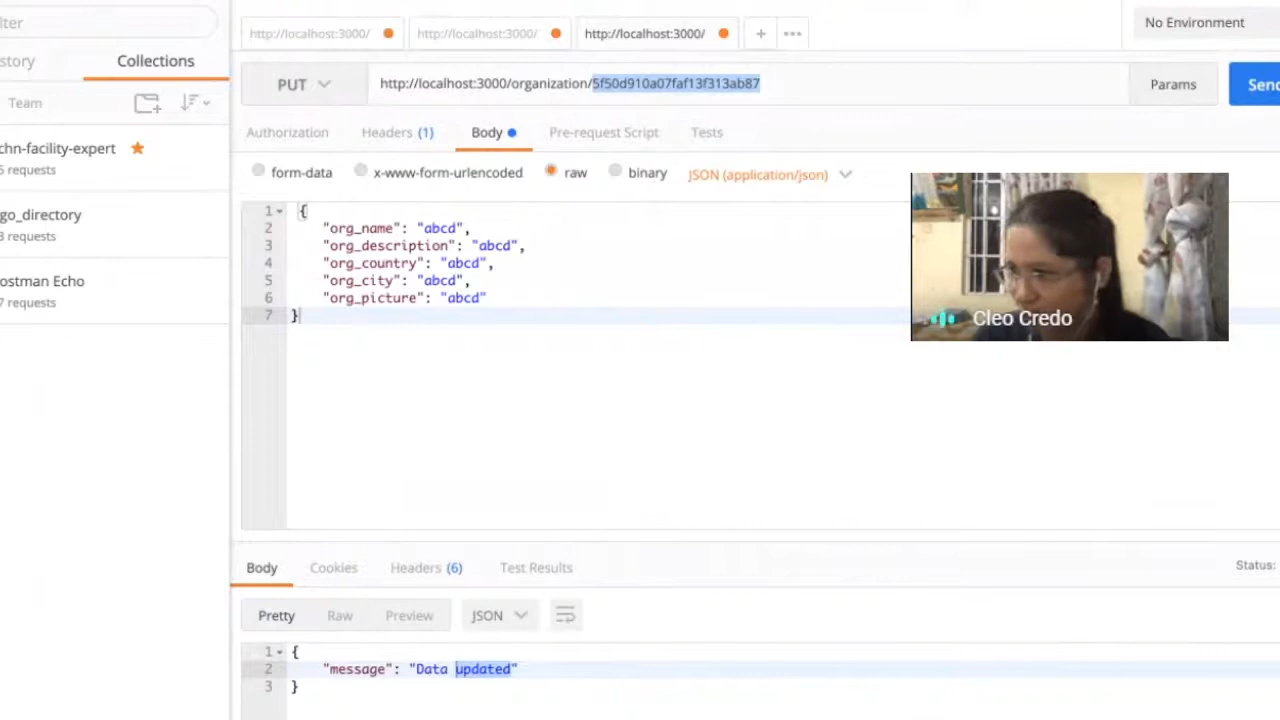 lter
http://localhost:3000/
http://localhost:3000/
http://localhost:3000/
+
•••
No Environment
story
Collections
PUT
http://localhost:3000/organization/5f50d910a07faf13f313ab87
Params
Send
Team
Authorization
Headers (1)
Body
Pre-request Script
Tests
chn-facility-expert
5 requests
form-data
x-www-form-urlencoded
raw
binary
JSON (application/json)
go_directory
3 requests
ostman Echo
7 requests
1 {
2 "org_name": "abcd",
3 "org_description": "abcd",
4 "org_country": "abcd",
5 "org_city": "abcd",
6 "org_picture": "abcd"
7 }
Cleo Credo
Body
Cookies
Headers (6)
Test Results
Status:
Pretty
Raw
Preview
JSON
1 {
2 "message": "Data updated"
3 }